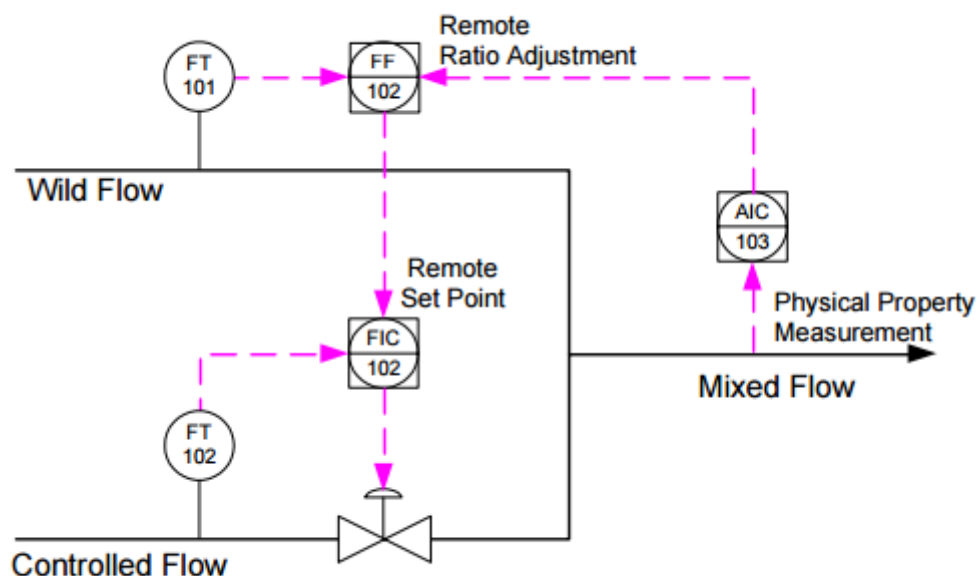 Remote
Ratio Adjustment
FT
101
FF
102
Wild Flow
AIC
103
Remote
Set Point
Physical Property
Measurement
FIC
102
Mixed Flow
FT
102
Controlled Flow